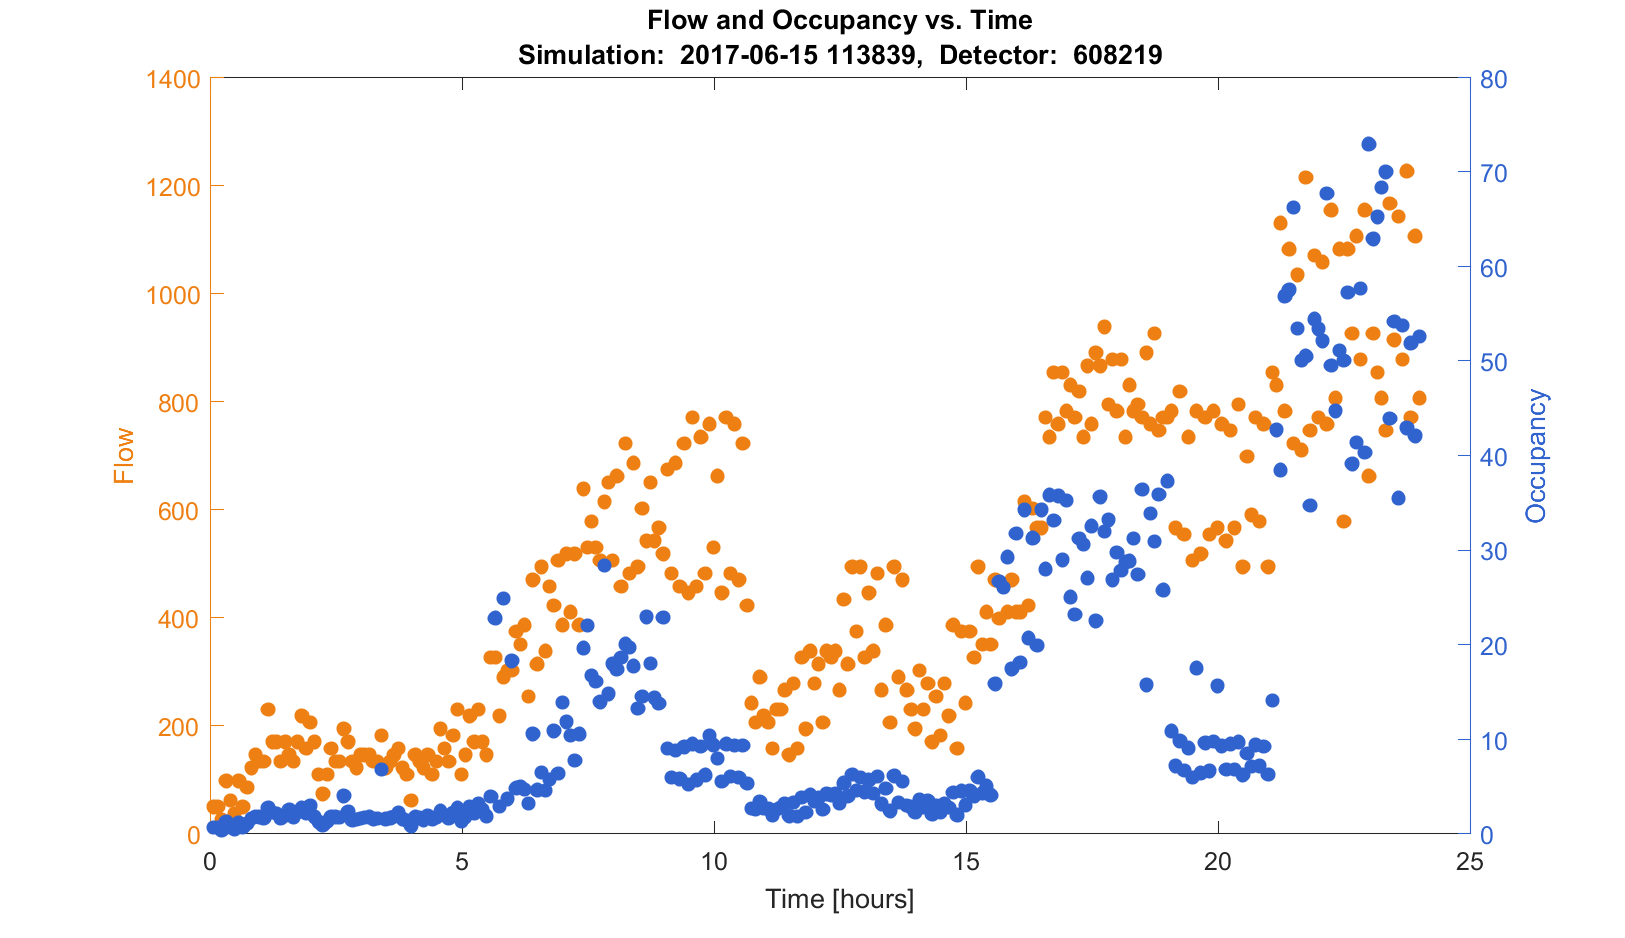 Flow and Occupancy vs. Time
Simulation:  2017-06-15 113839,  Detector:  608219
1400
1200
1000
800
600
400
200
0
Flow
80
70
60
50
40
30
20
10
0
Occupancy
0 5 10 15 20 25
Time [hours]